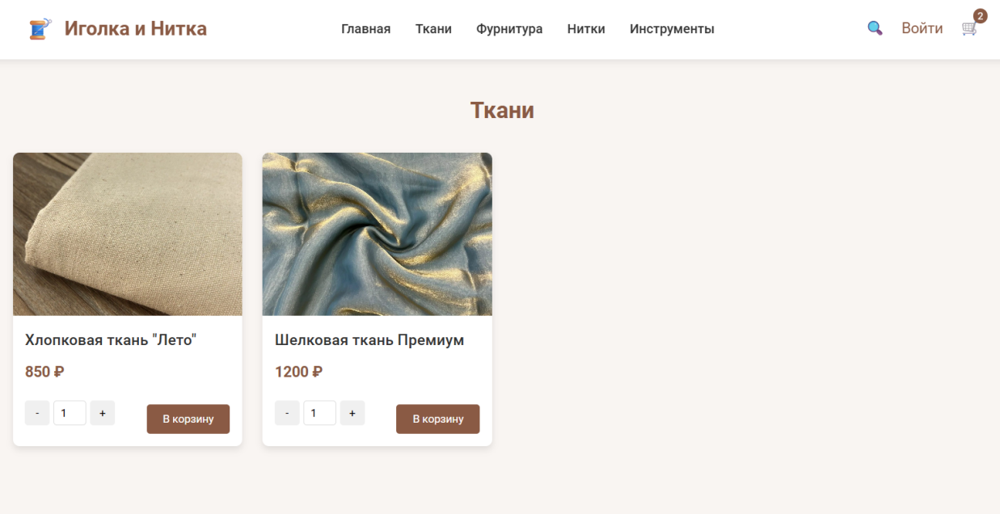 Иголка и Нитка
Главная Ткани Фурнитура Нитки Инструменты
Войти
2
Ткани
Хлопковая ткань "Лето"
850 ₽
- 1 +
В корзину
Шелковая ткань Премиум
1200 ₽
- 1 +
В корзину